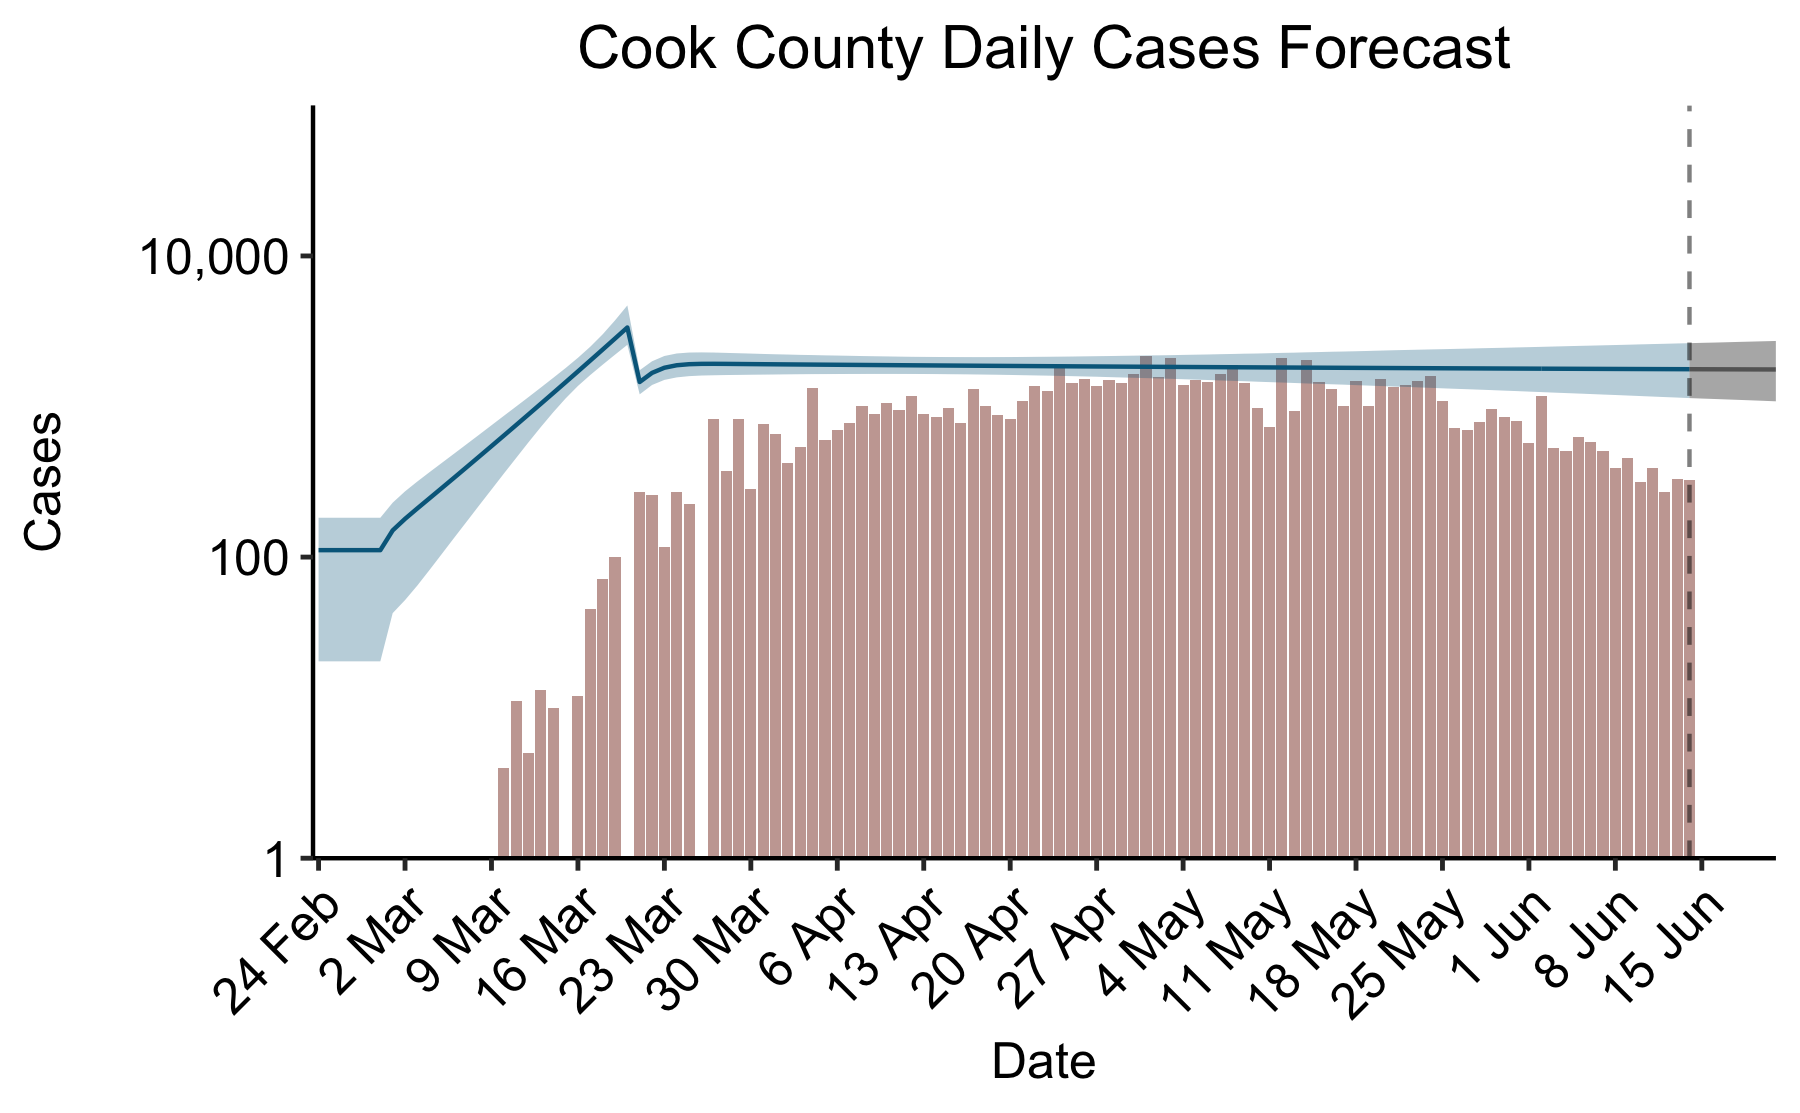 Cook County Daily Cases Forecast
Cases
10,000
100
1
24 Feb
2 Mar
9 Mar
16 Mar
23 Mar
30 Mar
6 Apr
13 Apr
20 Apr
27 Apr
4 May
11 May
18 May
25 May
1 Jun
8 Jun
15 Jun
Date